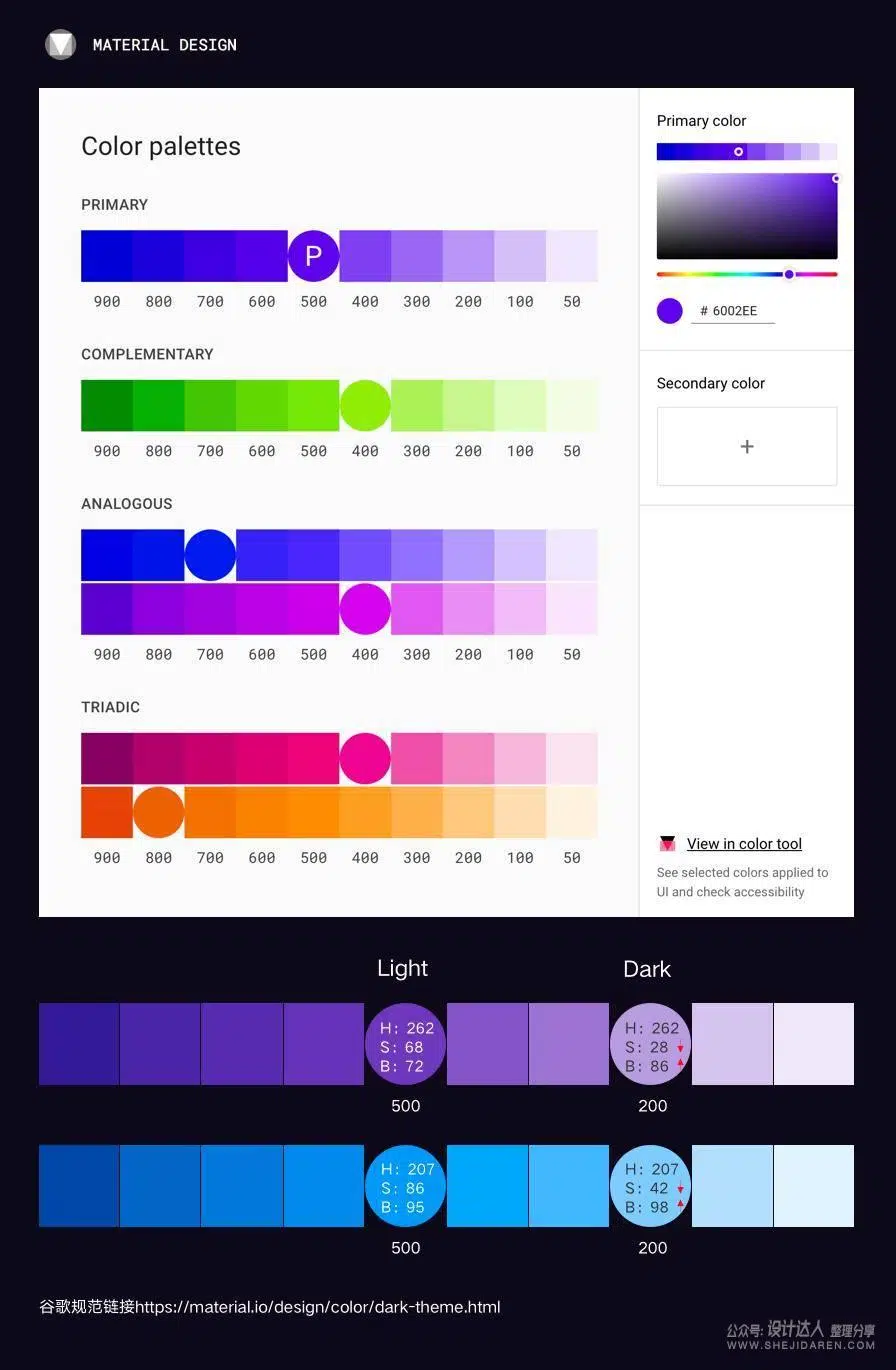 MATERIAL DESIGN
Color palettes
PRIMARY
P
900 800 700 600 500 400 300 200 100 50
COMPLEMENTARY
900 800 700 600 500 400 300 200 100 50
ANALOGOUS
900 800 700 600 500 400 300 200 100 50
TRIADIC
900 800 700 600 500 400 300 200 100 50
Primary color
# 6002EE
Secondary color
+
View in color tool
See selected colors applied to
UI and check accessibility
Light Dark
H: 262 H: 262
S: 68 S: 28
B: 72 B: 86
500 200
H: 207 H: 207
S: 86 S: 42
B: 95 B: 98
500 200
谷歌规范链接https://material.io/design/color/dark-theme.html
公众号: 设计达人 整理分享
WWW.SHEJIDAREN.COM